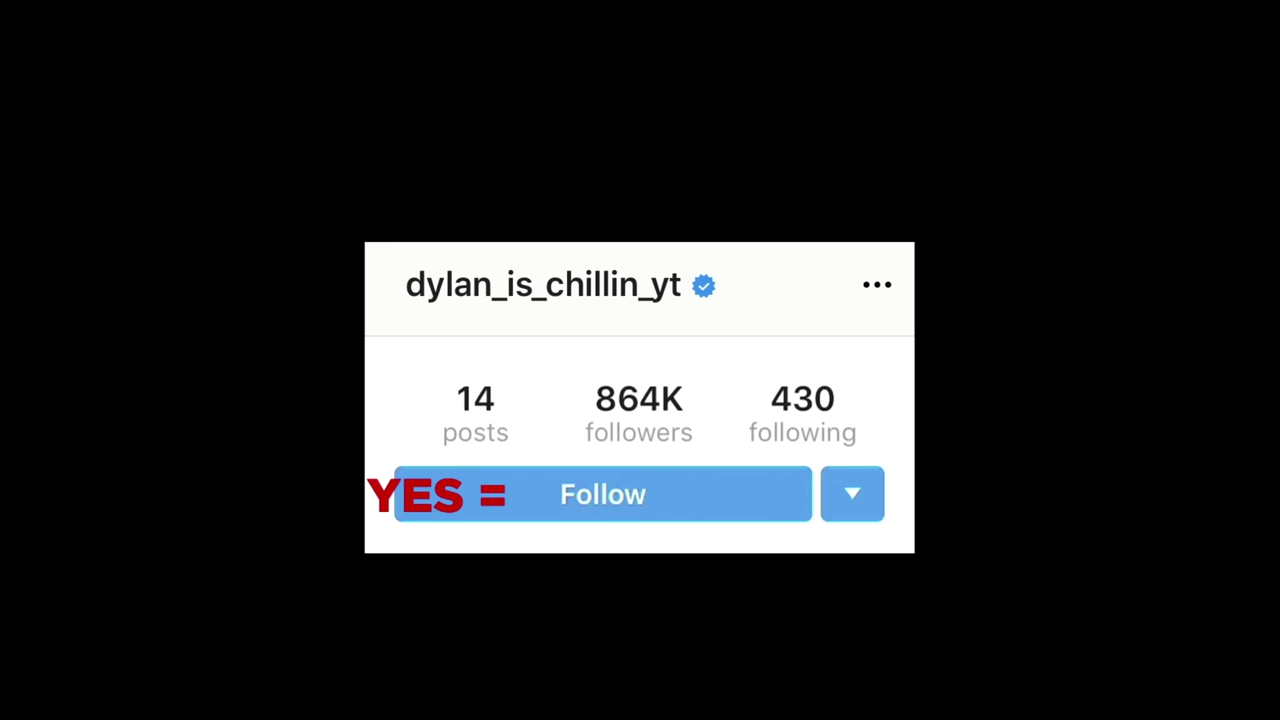 dylan_is_chillin_yt
14 864K 430
posts followers following
YES = Follow